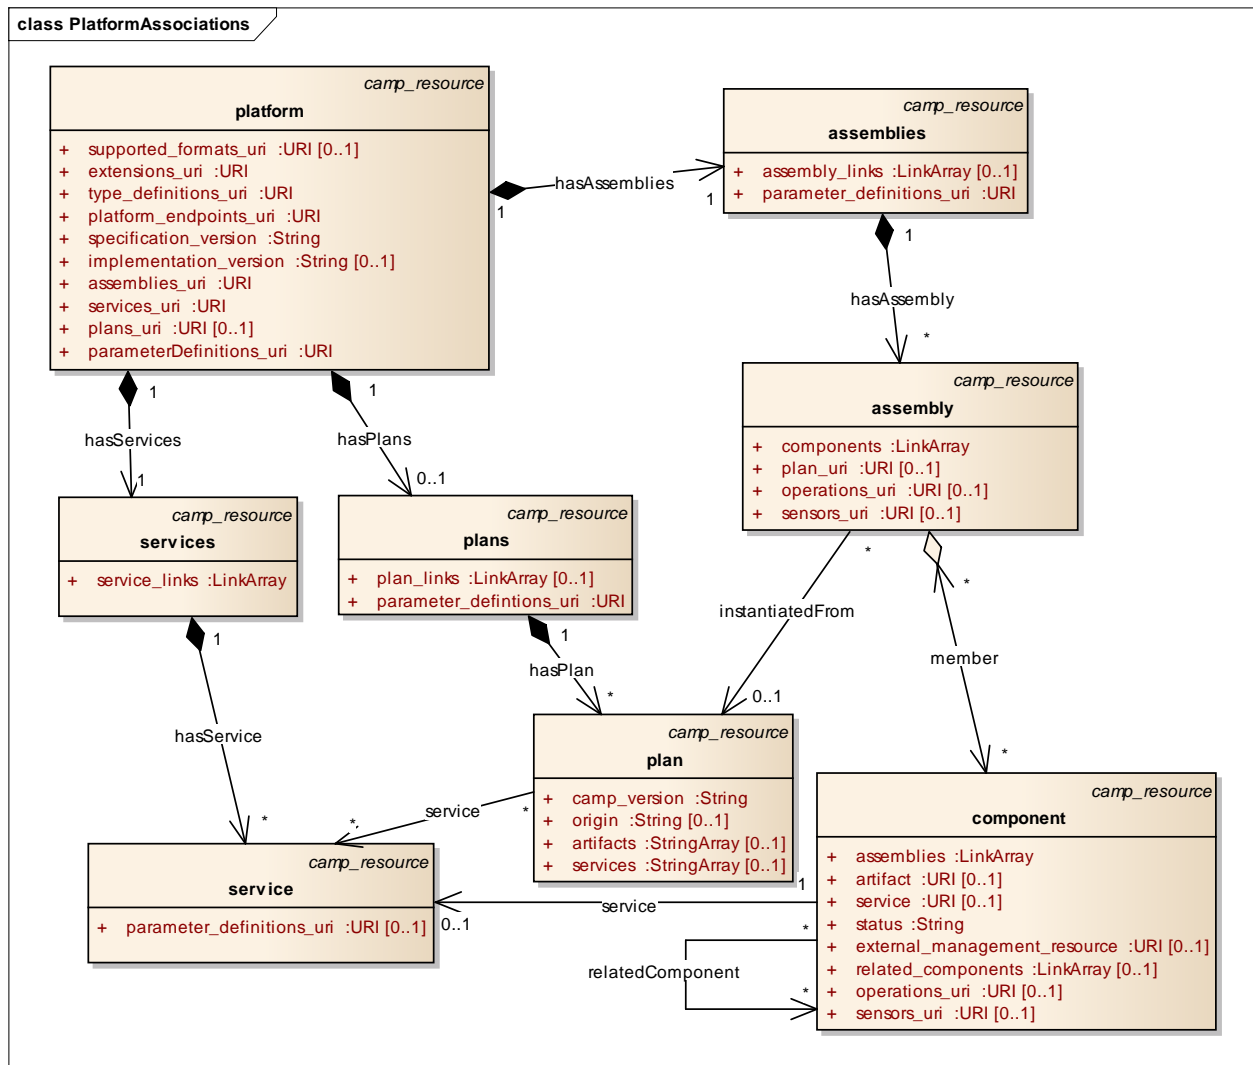 class PlatformAssociations
camp_resource
platform
+ supported_formats_uri :URI [0..1]
+ extensions_uri :URI
+ type_definitions_uri :URI
+ platform_endpoints_uri :URI
+ specification_version :String
+ implementation_version :String [0..1]
+ assemblies_uri :URI
+ services_uri :URI
+ plans_uri :URI [0..1]
+ parameterDefinitions_uri :URI
1
hasAssemblies
1
camp_resource
assemblies
+ assembly_links :LinkArray [0..1]
+ parameter_definitions_uri :URI
1
hasAssembly
*
camp_resource
assembly
+ components :LinkArray
+ plan_uri :URI [0..1]
+ operations_uri :URI [0..1]
+ sensors_uri :URI [0..1]
1
hasServices
1
1
hasPlans
0..1
camp_resource
services
+ service_links :LinkArray
camp_resource
plans
+ plan_links :LinkArray [0..1]
+ parameter_defintions_uri :URI
*
instantiatedFrom
0..1
*
member
*
1
hasPlan
*
1
hasService
*
camp_resource
plan
+ camp_version :String
+ origin :String [0..1]
+ artifacts :StringArray [0..1]
+ services :StringArray [0..1]
*
service
*
camp_resource
service
+ parameter_definitions_uri :URI [0..1]
camp_resource
component
+ assemblies :LinkArray
+ artifact :URI [0..1]
+ service :URI [0..1]
+ status :String
+ external_management_resource :URI [0..1]
+ related_components :LinkArray [0..1]
+ operations_uri :URI [0..1]
+ sensors_uri :URI [0..1]
1
service
0..1
*
relatedComponent
*